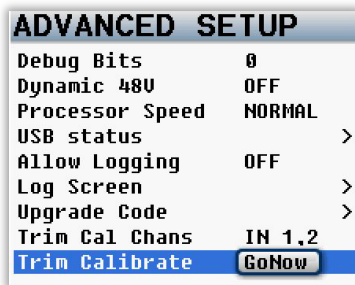 ADVANCED SETUP
Debug Bits 0
Dynamic 48V OFF
Processor Speed NORMAL
USB status >
Allow Logging OFF
Log Screen >
Upgrade Code >
Trim Cal Chans IN 1,2
Trim Calibrate GoNow